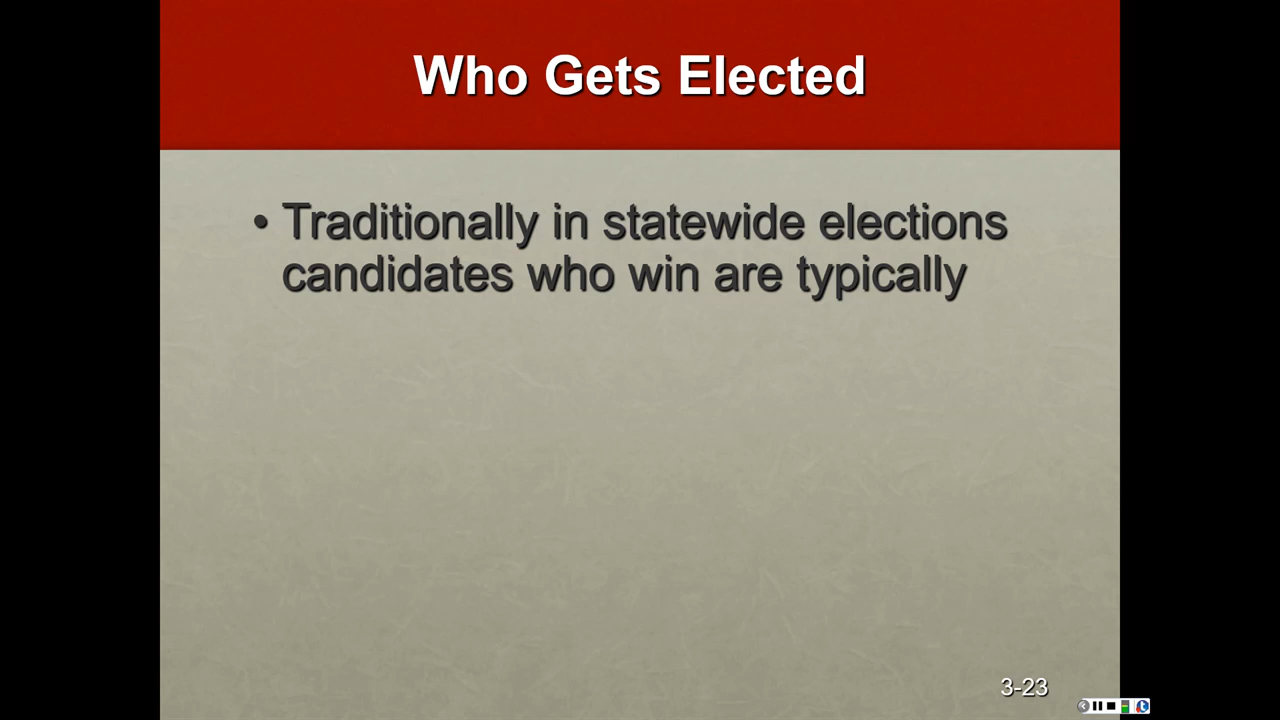 Who Gets Elected
• Traditionally in statewide elections
candidates who win are typically
3-23